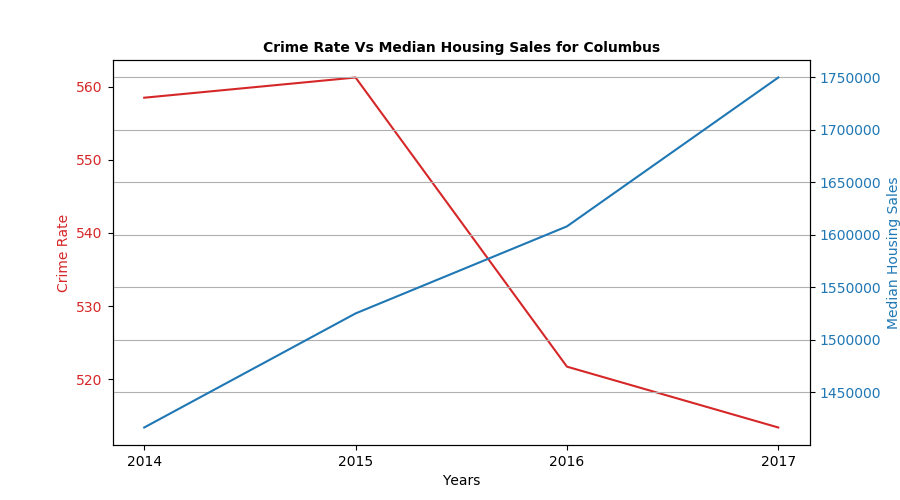 Crime Rate Vs Median Housing Sales for Columbus
560
550
540
530
520
Crime Rate
1750000
1700000
1650000
1600000
1550000
1500000
1450000
Median Housing Sales
2014 2015 2016 2017
Years